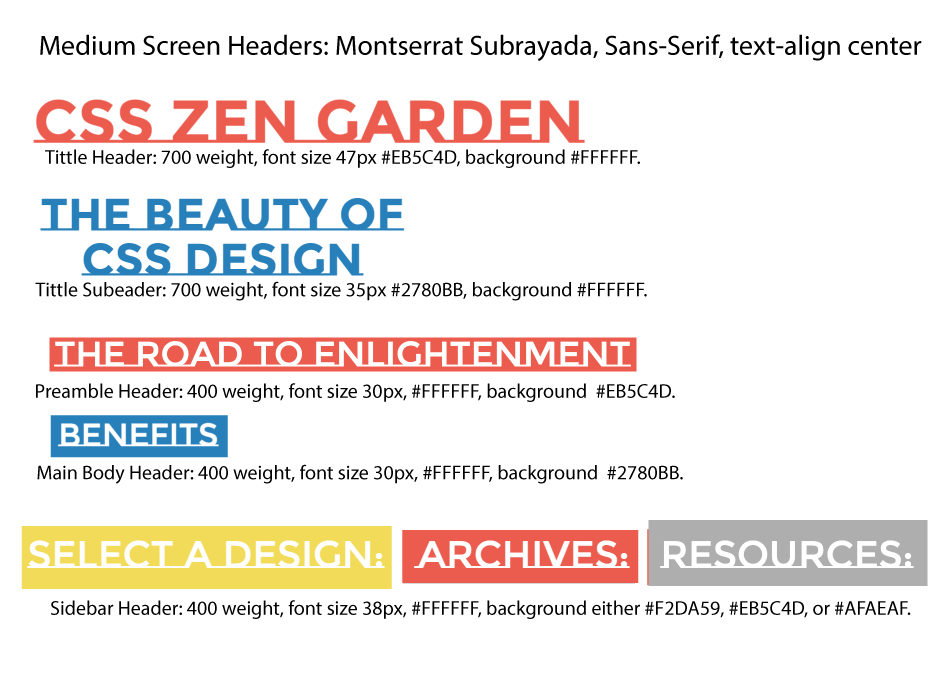 Medium Screen Headers: Montserrat Subrayada, Sans-Serif, text-align center
CSS ZEN GARDEN
Tittle Header: 700 weight, font size 47px #EB5C4D, background #FFFFFF.
THE BEAUTY OF
CSS DESIGN
Tittle Subeader: 700 weight, font size 35px #2780BB, background #FFFFFF.
THE ROAD TO ENLIGHTENMENT
Preamble Header: 400 weight, font size 30px, #FFFFFF, background  #EB5C4D.
BENEFITS
Main Body Header: 400 weight, font size 30px, #FFFFFF, background  #2780BB.
SELECT A DESIGN: ARCHIVES: RESOURCES:
Sidebar Header: 400 weight, font size 38px, #FFFFFF, background either #F2DA59, #EB5C4D, or #AFAEAF.